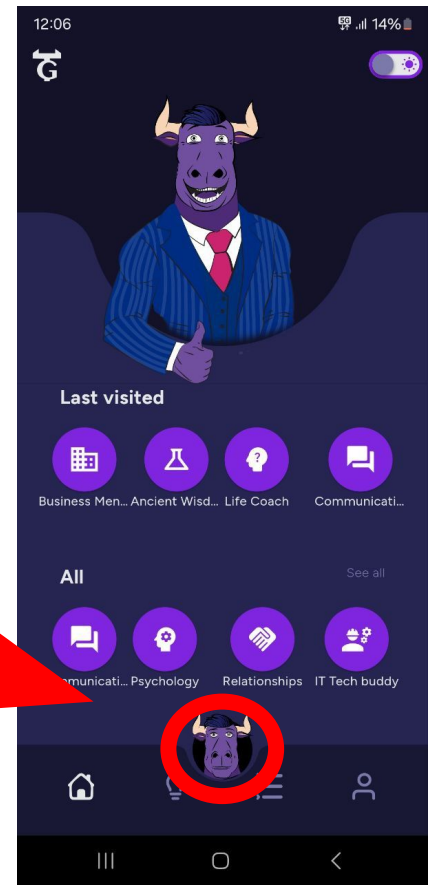 12:06
5G 14%
Last visited
Business Men... Ancient Wisd... Life Coach Communicati...
All See all
municati... Psychology Relationships IT Tech buddy